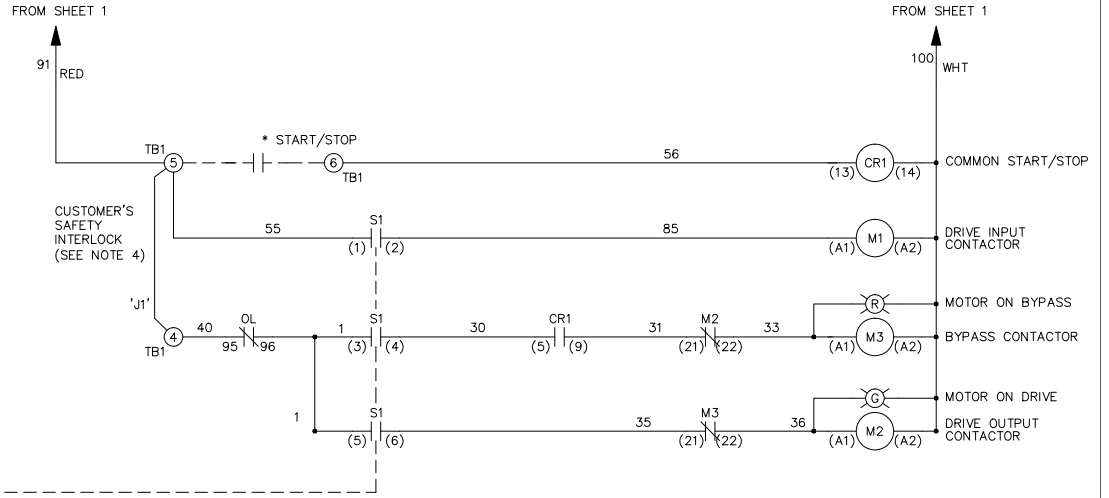 FROM SHEET 1
FROM SHEET 1
91
RED
100
WHT
* START/STOP
TB1
5
6
TB1
56
(13)
CR1
(14)
COMMON START/STOP
CUSTOMER'S
SAFETY
INTERLOCK
(SEE NOTE 4)
55
S1
(1)
(2)
85
(A1)
M1
(A2)
DRIVE INPUT
CONTACTOR
'J1'
R
MOTOR ON BYPASS
4
TB1
40
OL
95
96
1
S1
(3)
(4)
30
CR1
(5)
(9)
31
M2
(21)
(22)
33
(A1)
M3
(A2)
BYPASS CONTACTOR
G
MOTOR ON DRIVE
1
S1
(5)
(6)
35
M3
(21)
(22)
36
(A1)
M2
(A2)
DRIVE OUTPUT
CONTACTOR